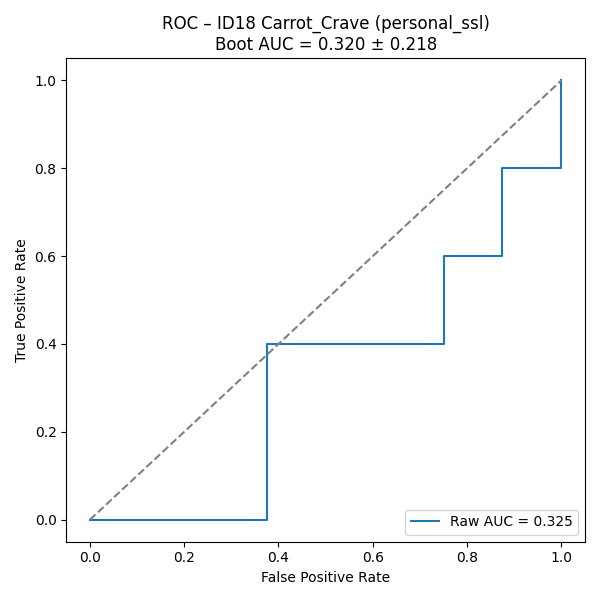 ROC – ID18 Carrot_Crave (personal_ssl)
Boot AUC = 0.320 ± 0.218
1.0
0.8
0.6
0.4
0.2
0.0
True Positive Rate
Raw AUC = 0.325
0.0 0.2 0.4 0.6 0.8 1.0
False Positive Rate